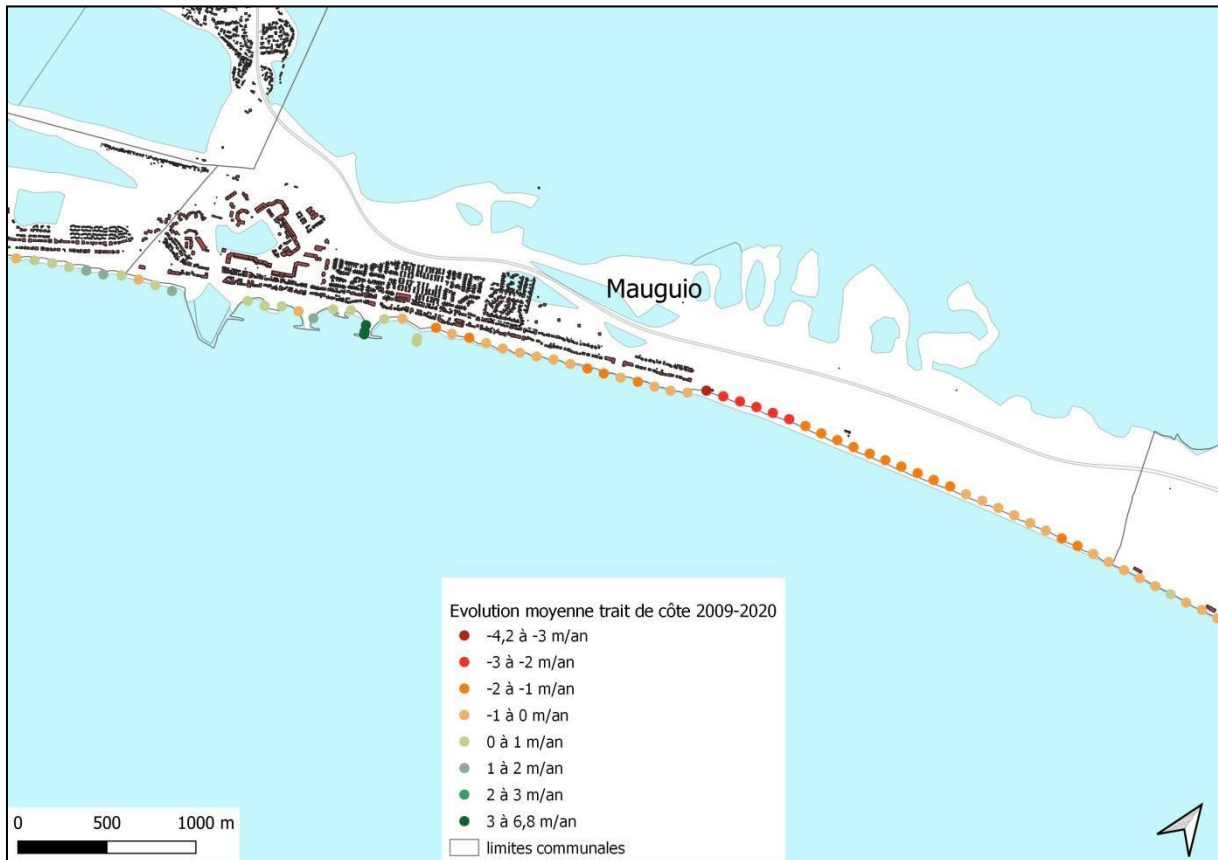 Mauguio
Evolution moyenne trait de côte 2009-2020
-4,2 à -3 m/an
-3 à -2 m/an
-2 à -1 m/an
-1 à 0 m/an
0 à 1 m/an
1 à 2 m/an
2 à 3 m/an
3 à 6,8 m/an
limites communales
0 500 1000 m